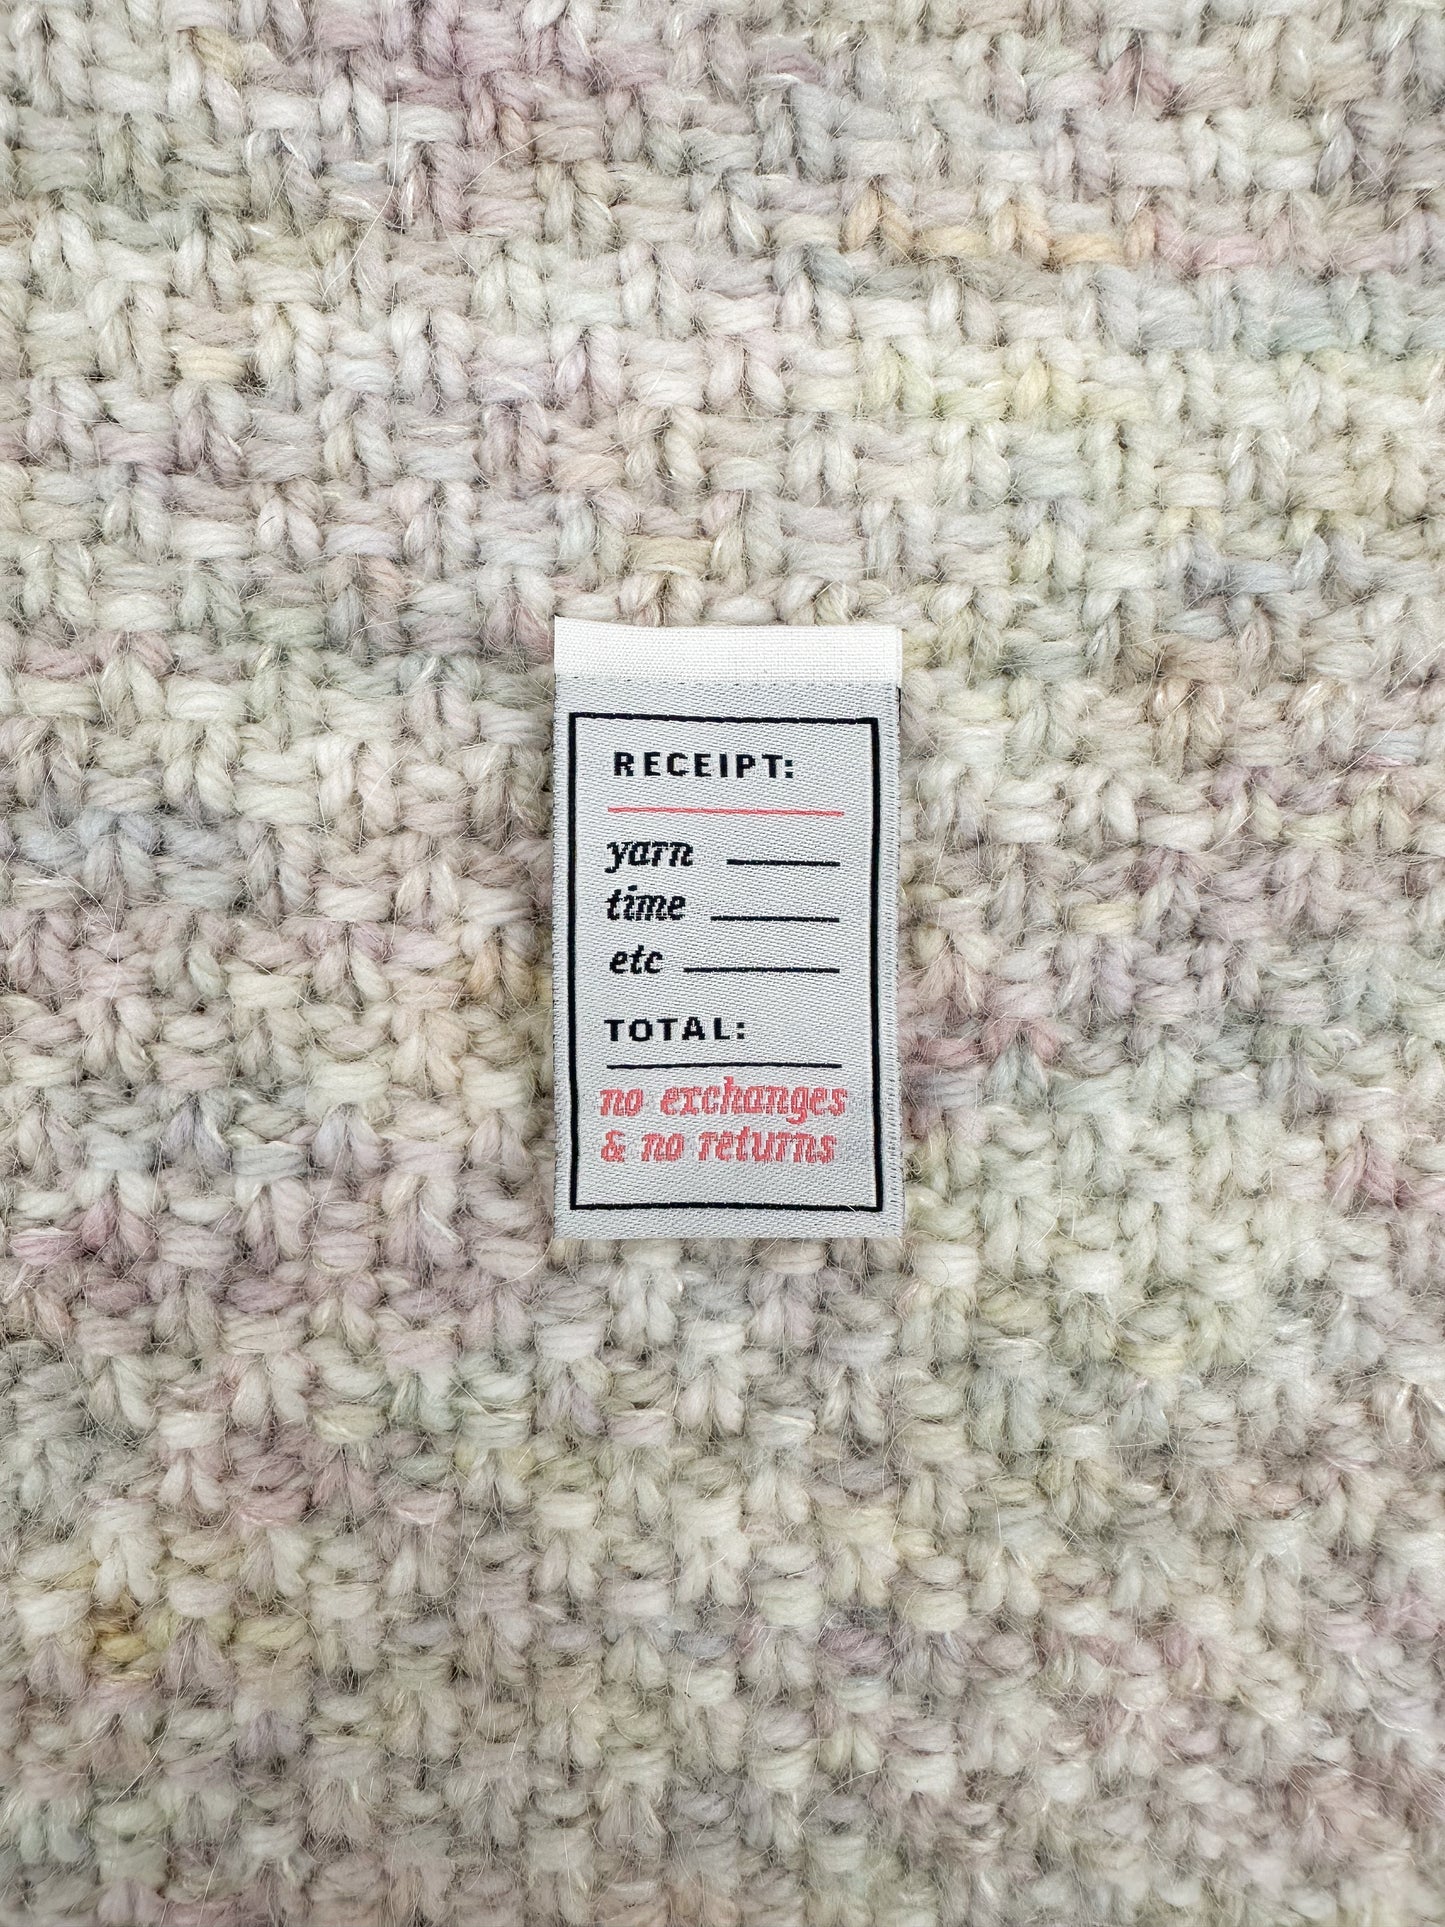 RECEIPT:
yarn
time
etc
TOTAL:
no exchanges
& no returns